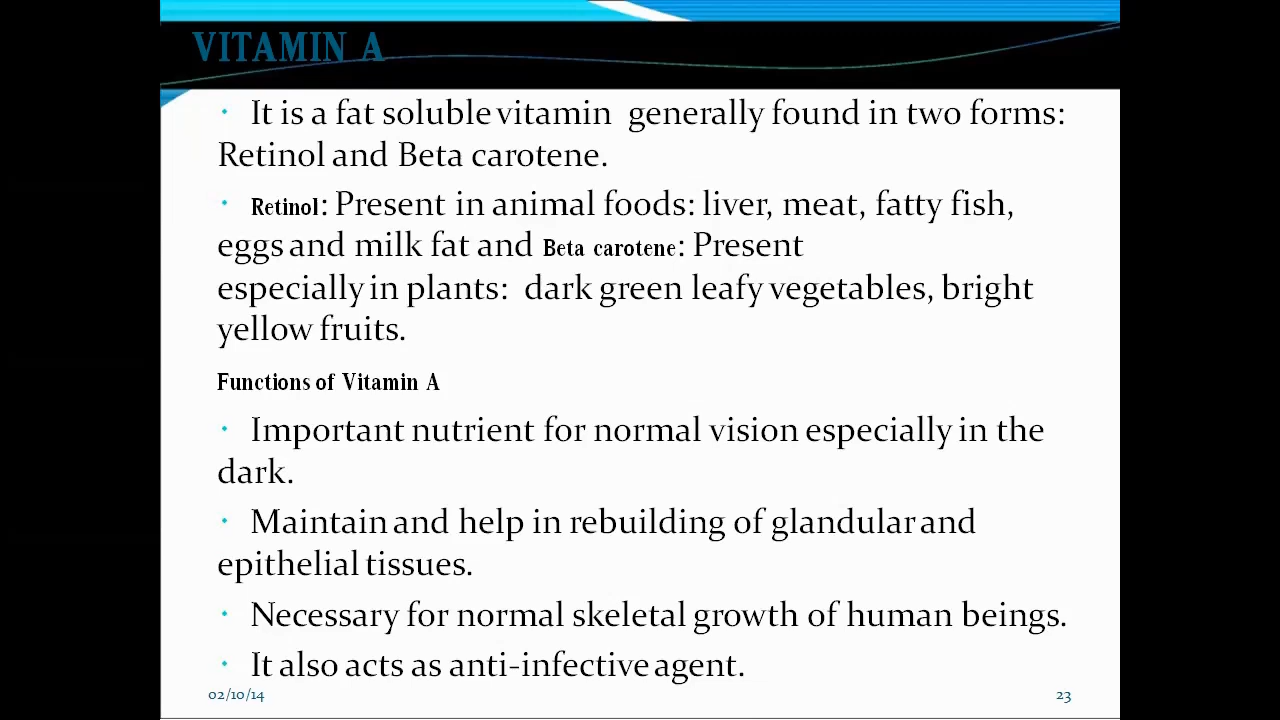 VITAMIN A
· It is a fat soluble vitamin generally found in two forms:
Retinol and Beta carotene.
· Retinol: Present in animal foods: liver, meat, fatty fish,
eggs and milk fat and Beta carotene: Present
especially in plants: dark green leafy vegetables, bright
yellow fruits.
Functions of Vitamin A
· Important nutrient for normal vision especially in the
dark.
· Maintain and help in rebuilding of glandular and
epithelial tissues.
· Necessary for normal skeletal growth of human beings.
· It also acts as anti-infective agent.
02/10/14 23